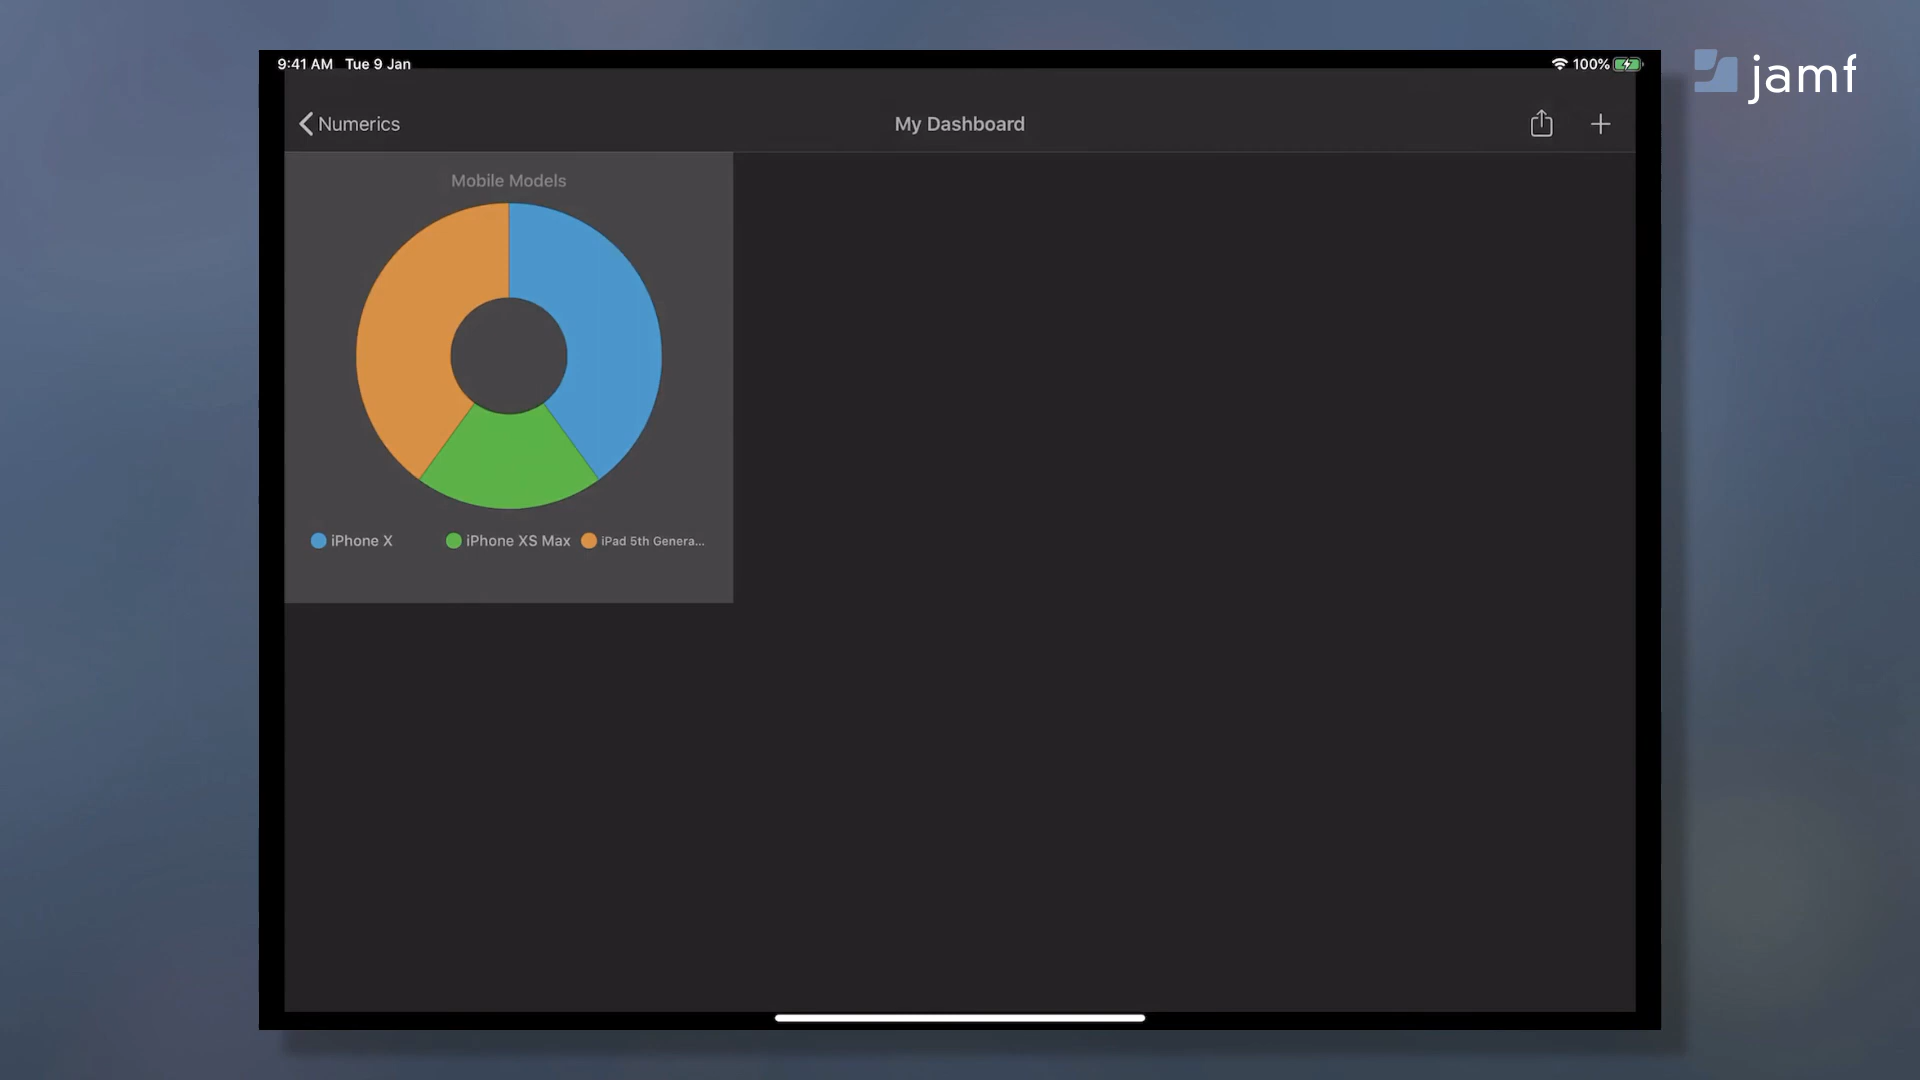 9:41 AM Tue 9 Jan
100%
jamf
Numerics
My Dashboard
Mobile Models
iPhone X
iPhone XS Max
iPad 5th Genera...